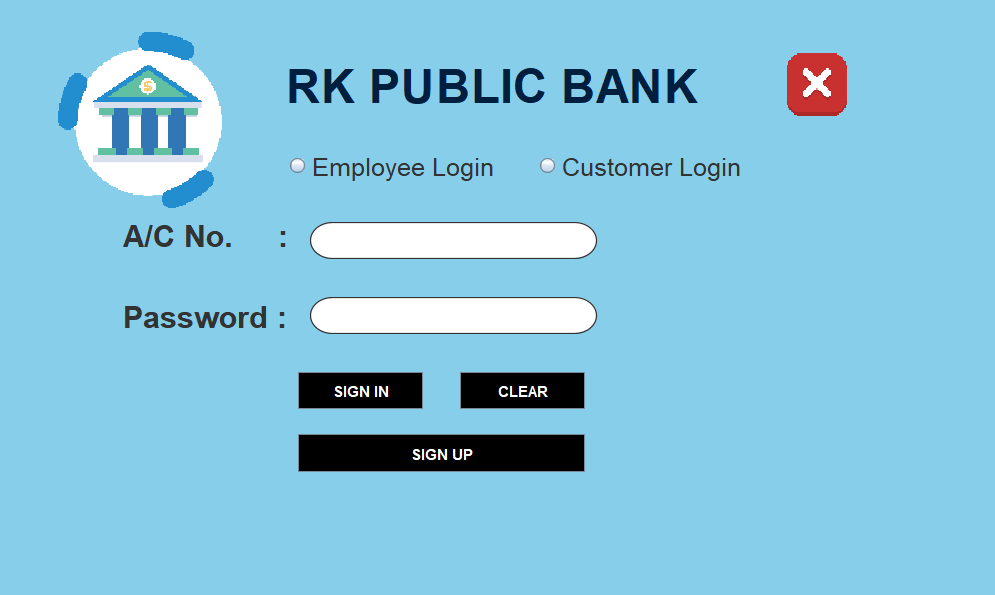 RK PUBLIC BANK
Employee Login Customer Login
A/C No. :
Password :
SIGN IN CLEAR
SIGN UP